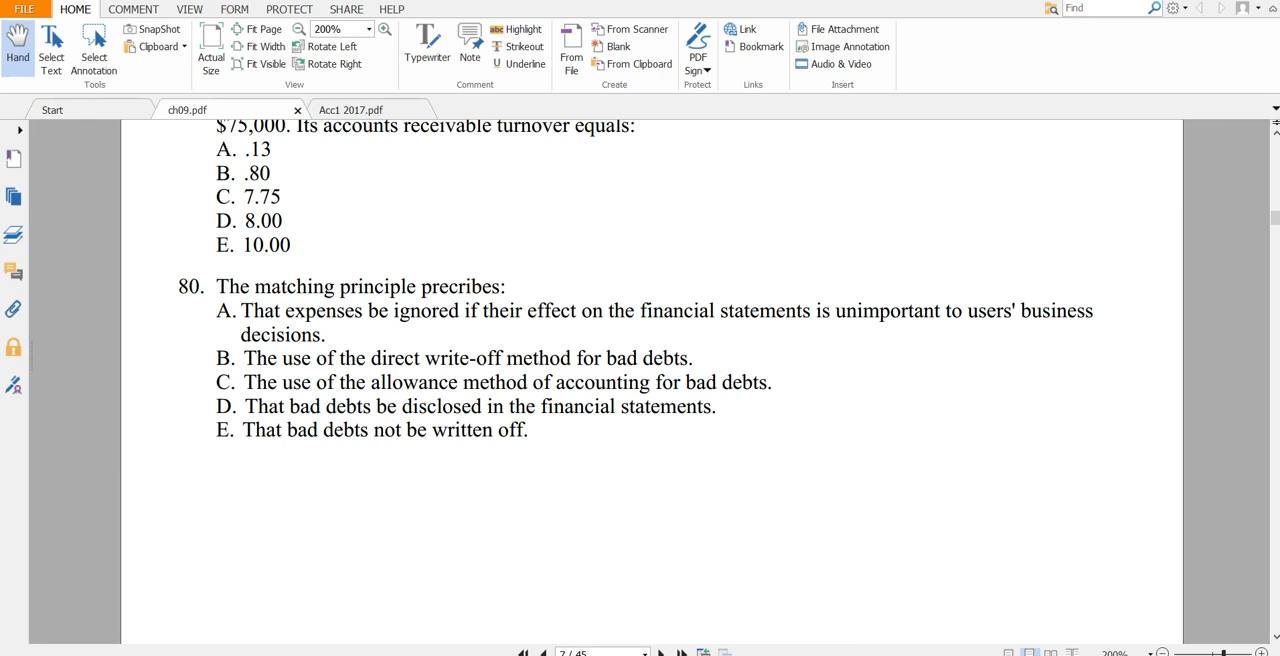 FILE HOME COMMENT VIEW FORM PROTECT SHARE HELP Find
SnapShot Fit Page 200% Highlight From Scanner Link File Attachment
Clipboard Fit Width Rotate Left Strikeout Blank Bookmark Image Annotation
Hand Select Text Select Annotation Actual Size Fit Visible Rotate Right Typewriter Note Underline From File From Clipboard PDF Sign Audio & Video
Tools View Comment Create Protect Links Insert
Start ch09.pdf x Acc1 2017.pdf
$75,000. Its accounts receivable turnover equals:
A. .13
B. .80
C. 7.75
D. 8.00
E. 10.00
80. The matching principle precribes:
A. That expenses be ignored if their effect on the financial statements is unimportant to users' business
decisions.
B. The use of the direct write-off method for bad debts.
C. The use of the allowance method of accounting for bad debts.
D. That bad debts be disclosed in the financial statements.
E. That bad debts not be written off.
7 / 45 200%